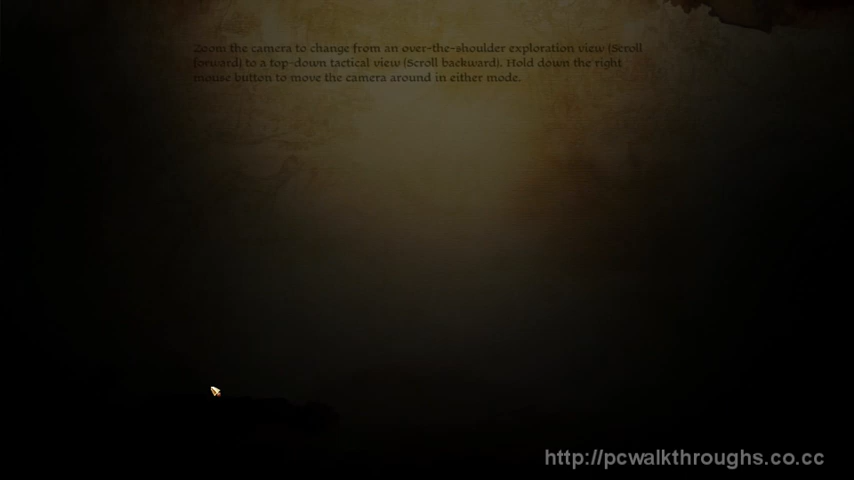 Zoom the camera to change from an over-the-shoulder exploration view (Scroll
forward) to a top-down tactical view (Scroll backward). Hold down the right
mouse button to move the camera around in either mode.
http://pcwalkthroughs.co.cc